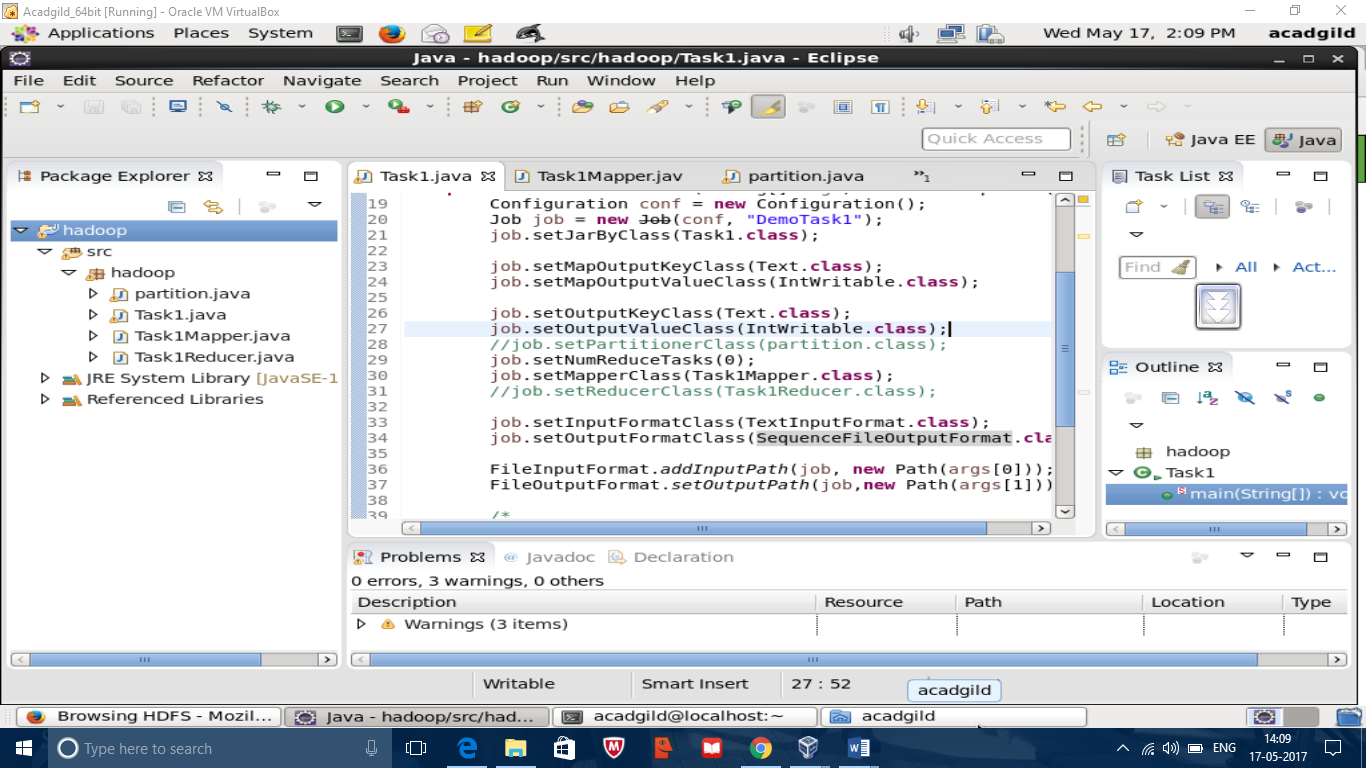 Acadgild_64bit [Running] - Oracle VM VirtualBox
Applications Places System Wed May 17, 2:09 PM acadgild
Java - hadoop/src/hadoop/Task1.java - Eclipse
File Edit Source Refactor Navigate Search Project Run Window Help
Quick Access Java EE Java
Package Explorer
hadoop
src
hadoop
partition.java
Task1.java
Task1Mapper.java
Task1Reducer.java
JRE System Library [JavaSE-1
Referenced Libraries
Task1.java Task1Mapper.jav partition.java »1
19 Configuration conf = new Configuration();
20 Job job = new Job(conf, "DemoTask1");
21 job.setJarByClass(Task1.class);
22
23 job.setMapOutputKeyClass(Text.class);
24 job.setMapOutputValueClass(IntWritable.class);
25
26 job.setOutputKeyClass(Text.class);
27 job.setOutputValueClass(IntWritable.class);
28 //job.setPartitionerClass(partition.class);
29 job.setNumReduceTasks(0);
30 job.setMapperClass(Task1Mapper.class);
31 //job.setReducerClass(Task1Reducer.class);
32
33 job.setInputFormatClass(TextInputFormat.class);
34 job.setOutputFormatClass(SequenceFileOutputFormat.cla
35
36 FileInputFormat.addInputPath(job, new Path(args[0]));
37 FileOutputFormat.setOutputPath(job,new Path(args[1]))
38
39 /*
Task List
Find All Act...
Outline
hadoop
Task1
main(String[]) : vo
Problems Javadoc Declaration
0 errors, 3 warnings, 0 others
Description Resource Path Location Type
Warnings (3 items)
Writable Smart Insert 27 : 52
acadgild
Browsing HDFS - Mozil... Java - hadoop/src/had... acadgild@localhost:~ acadgild
Type here to search ENG 14:09
17-05-2017